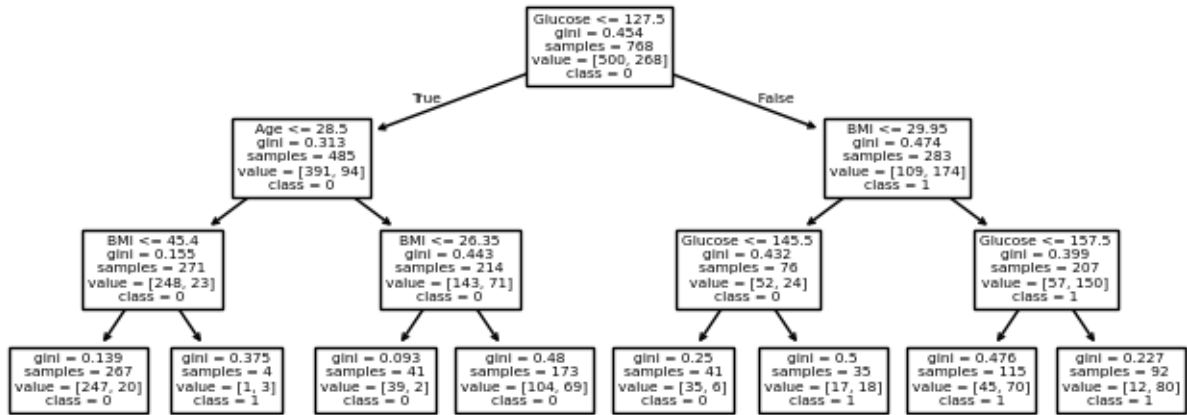 Glucose <= 127.5
gini = 0.454
samples = 768
value = [500, 268]
class = 0
True
False
Age <= 28.5
gini = 0.313
samples = 485
value = [391, 94]
class = 0
BMI <= 29.95
gini = 0.474
samples = 283
value = [109, 174]
class = 1
BMI <= 45.4
gini = 0.155
samples = 271
value = [248, 23]
class = 0
BMI <= 26.35
gini = 0.443
samples = 214
value = [143, 71]
class = 0
Glucose <= 145.5
gini = 0.432
samples = 76
value = [52, 24]
class = 0
Glucose <= 157.5
gini = 0.399
samples = 207
value = [57, 150]
class = 1
gini = 0.139
samples = 267
value = [247, 20]
class = 0
gini = 0.375
samples = 4
value = [1, 3]
class = 1
gini = 0.093
samples = 41
value = [39, 2]
class = 0
gini = 0.48
samples = 173
value = [104, 69]
class = 0
gini = 0.25
samples = 41
value = [35, 6]
class = 0
gini = 0.5
samples = 35
value = [17, 18]
class = 1
gini = 0.476
samples = 115
value = [45, 70]
class = 1
gini = 0.227
samples = 92
value = [12, 80]
class = 1